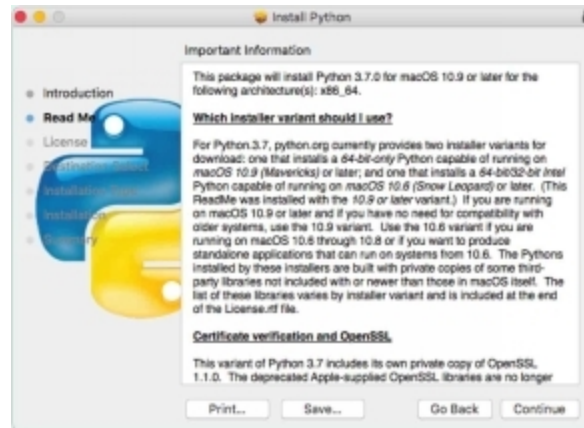 Install Python
Important Information
Introduction
Read Me
License
Destination Select
Installation Type
Installation
Summary
This package will install Python 3.7.0 for macOS 10.9 or later for the
following architecture(s): x86_64.
Which installer variant should I use?
For Python 3.7, python.org currently provides two installer variants for
download: one that installs a 64-bit-only Python capable of running on
macOS 10.9 (Mavericks) or later; and one that installs a 64-bit/32-bit Intel
Python capable of running on macOS 10.6 (Snow Leopard) or later. (This
ReadMe was installed with the 10.9 or later variant.) If you are running
on macOS 10.9 or later and if you have no need for compatibility with
older systems, use the 10.9 variant. Use the 10.6 variant if you are
running on macOS 10.6 through 10.8 or if you want to produce
standalone applications that can run on systems from 10.6. The Pythons
installed by these installers are built with private copies of some third-
party libraries not included with or newer than those in macOS itself. The
list of these libraries varies by installer variant and is included at the end
of the License.rtf file.
Certificate verification and OpenSSL
This variant of Python 3.7 includes its own private copy of OpenSSL
1.1.0. The deprecated Apple-supplied OpenSSL libraries are no longer
Print...
Save...
Go Back
Continue